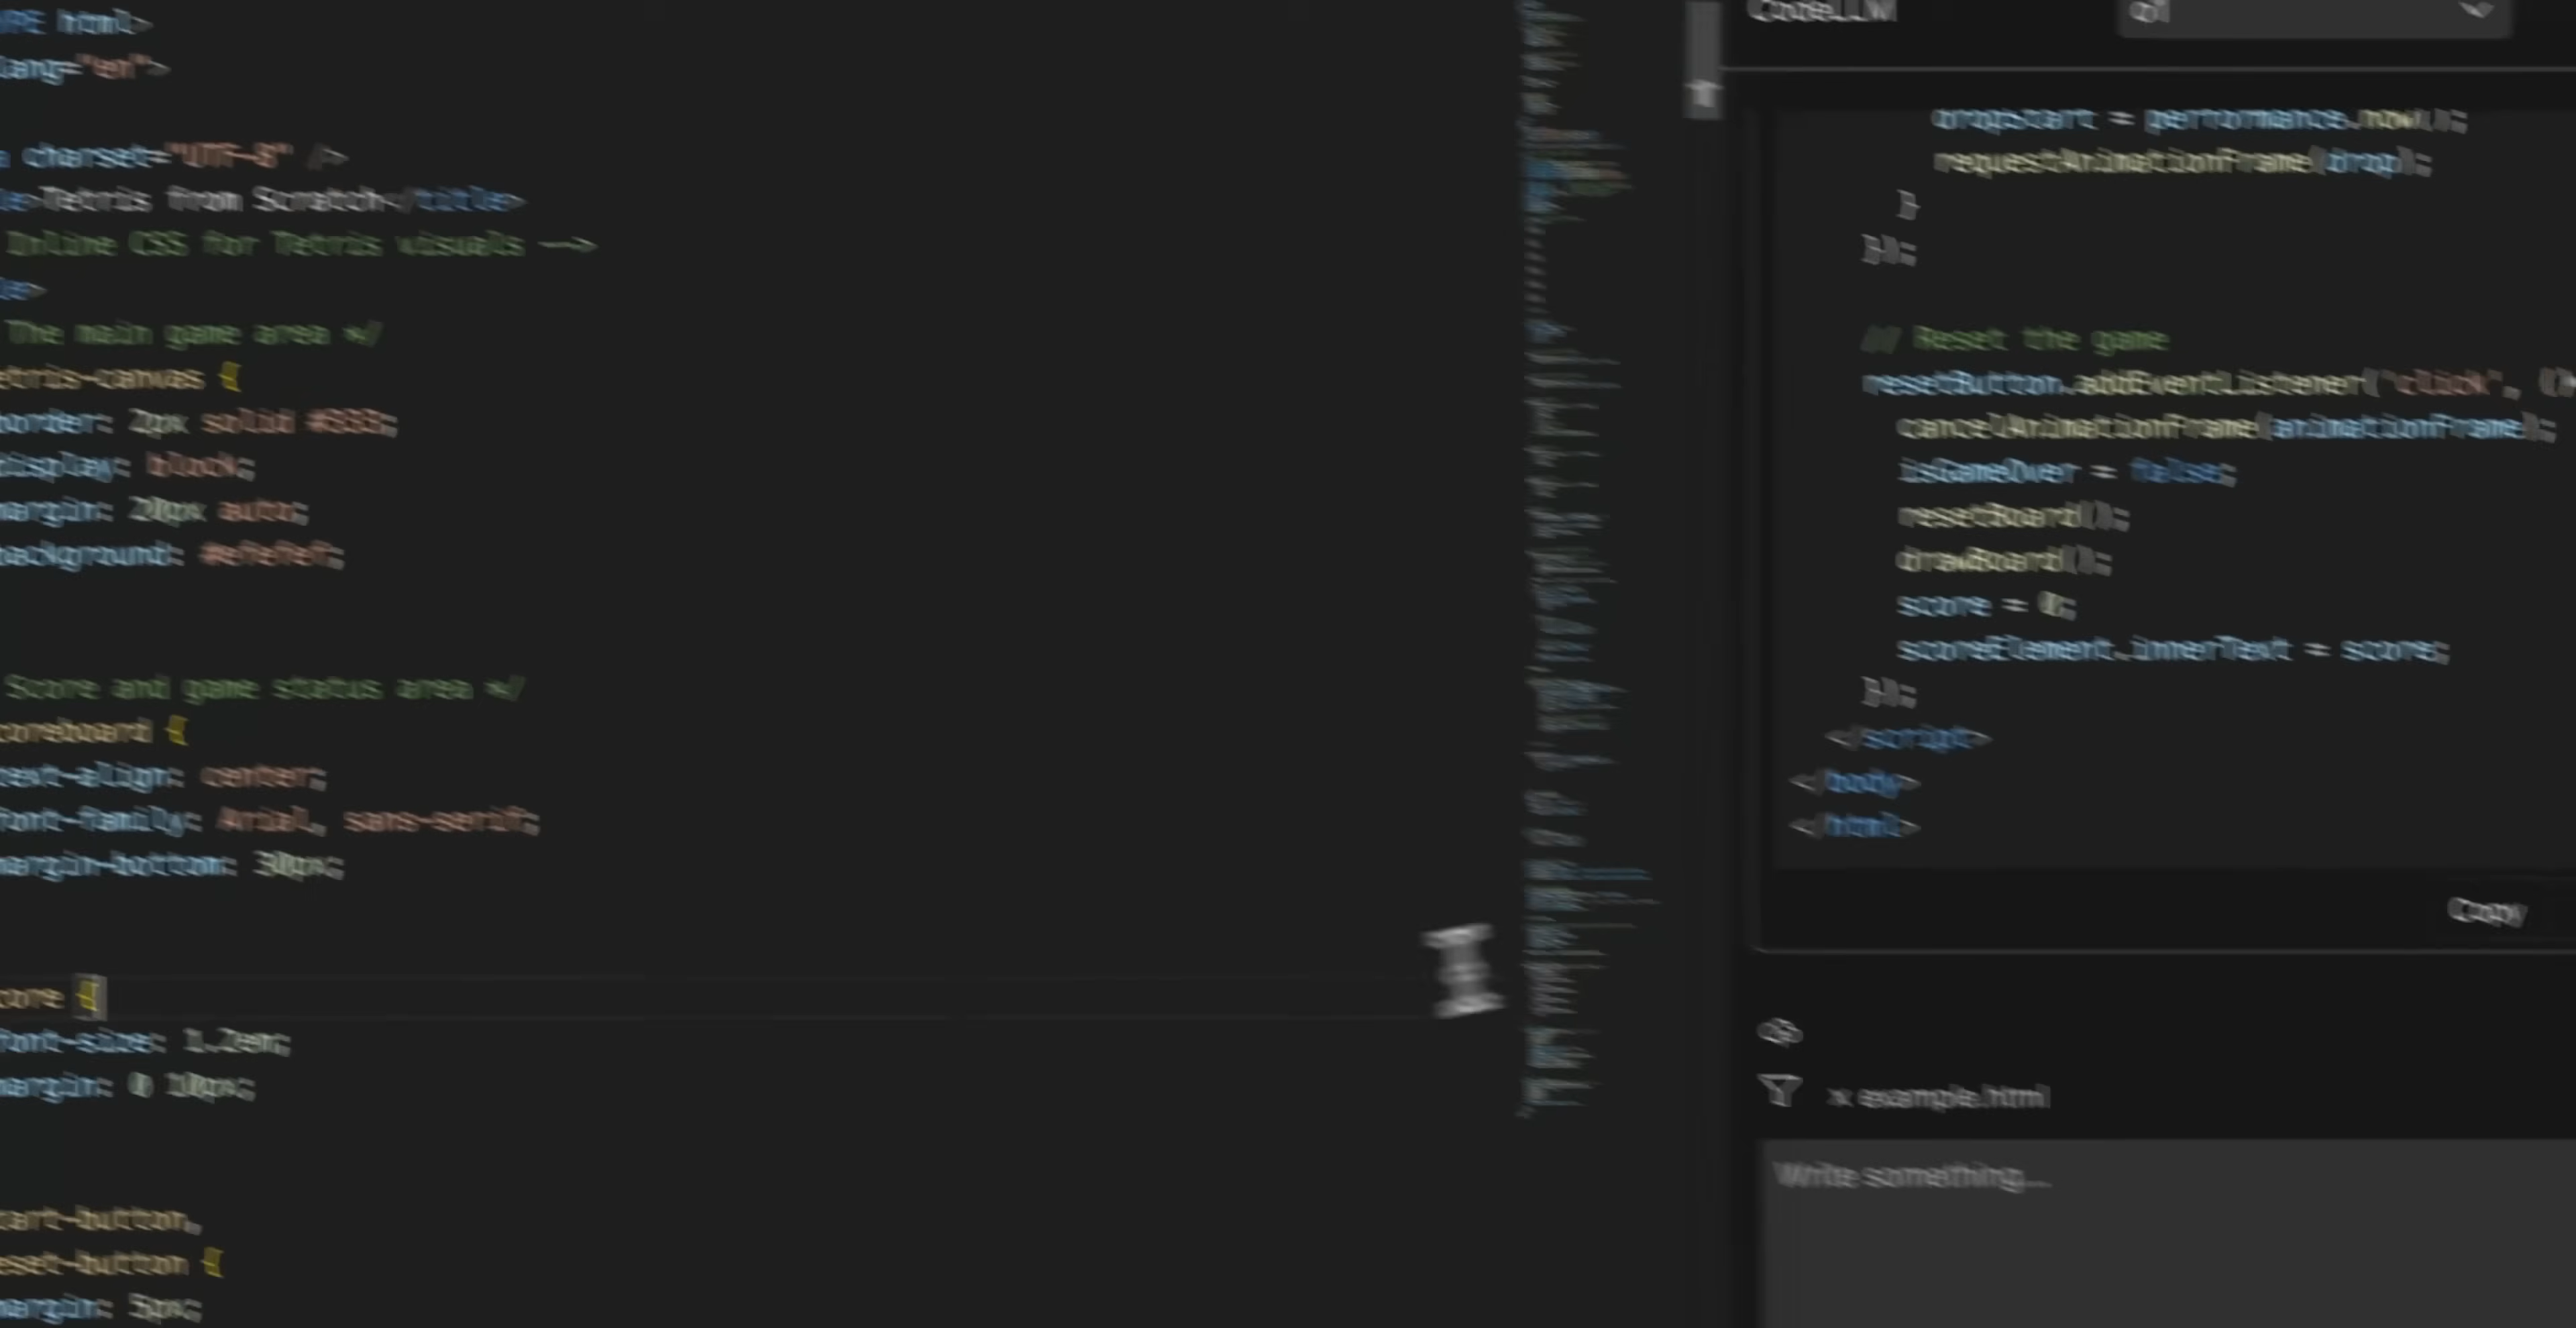 PE html>
lang="en">
charset="UTF-8" />
>Tetris from Scratch</title>
Inline CSS for Tetris visuals -->
The main game area */
etris-canvas {
border: 2px solid #333;
display: block;
margin: 20px auto;
background: #efefef;
Score and game status area */
coreboard {
text-align: center;
font-family: Arial, sans-serif;
margin-bottom: 30px;
core {
font-size: 1.2em;
margin: 0 10px;
tart-button,
eset-button {
margin: 5px;
CodeLLM
o1
dropStart = performance.now();
requestAnimationFrame(drop);
}
});
// Reset the game
resetButton.addEventListener("click", ()
cancelAnimationFrame(animationFrame);
isGameOver = false;
resetBoard();
drawBoard();
score = 0;
scoreElement.innerText = score;
});
</script>
</body>
</html>
Copy
x example.html
Write something...